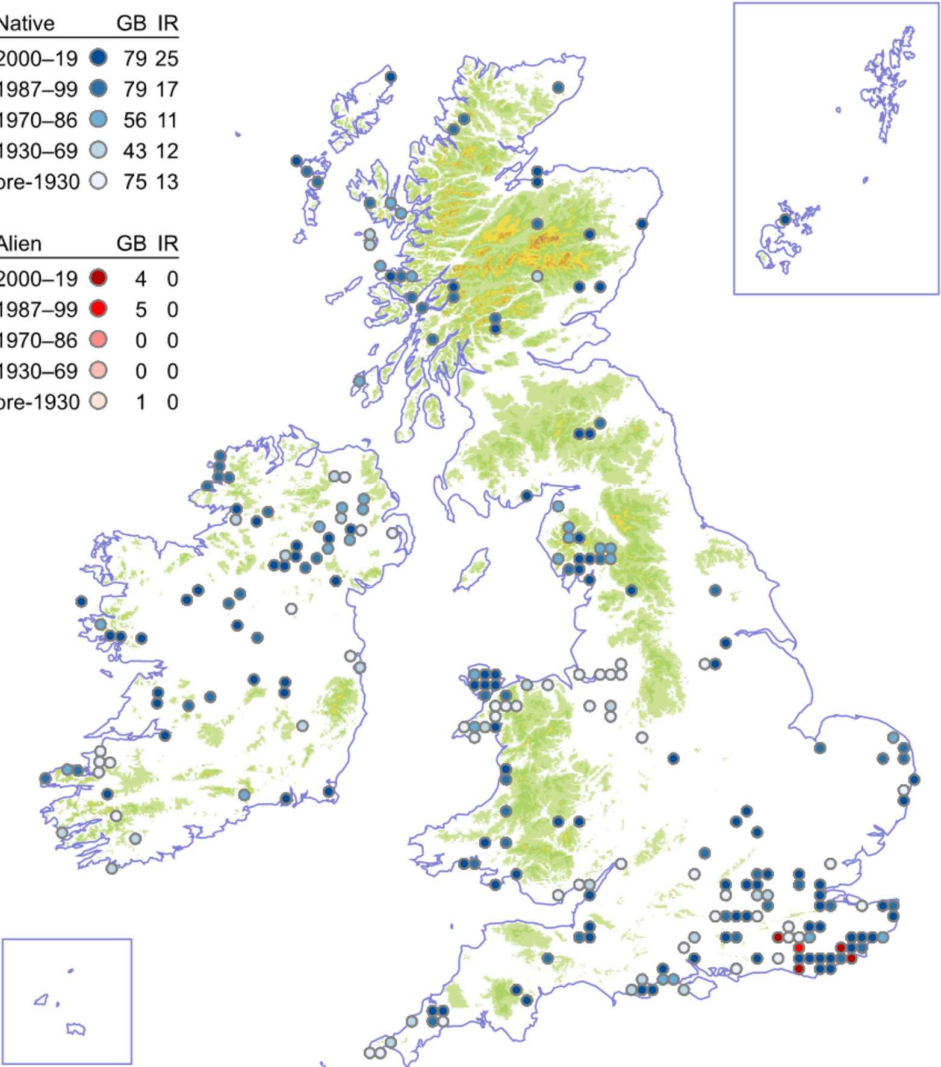 Native GB IR
2000–19 79 25
1987–99 79 17
1970–86 56 11
1930–69 43 12
pre-1930 75 13
Alien GB IR
2000–19 4 0
1987–99 5 0
1970–86 0 0
1930–69 0 0
pre-1930 1 0